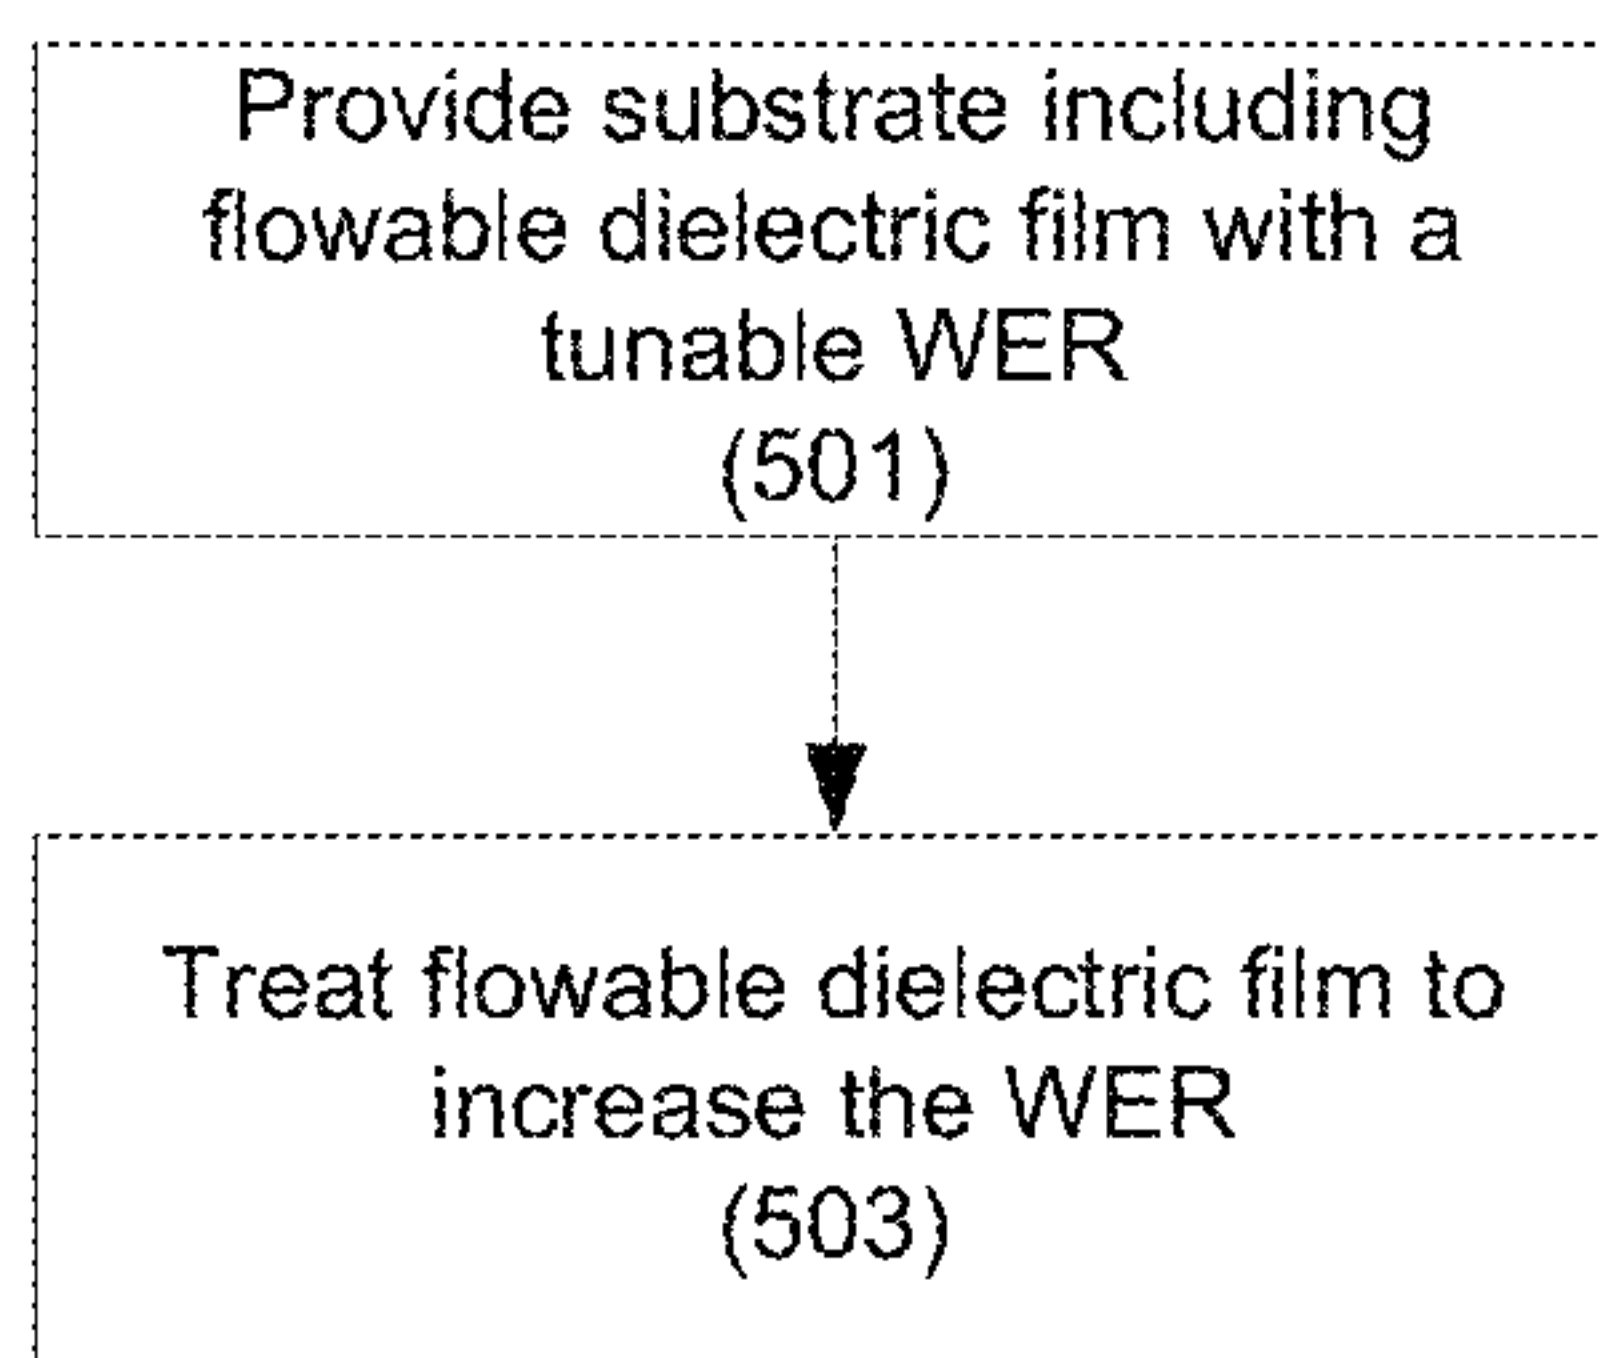 Provide substrate including
flowable dielectric film with a
tunable WER
(501)
Treat flowable dielectric film to
increase the WER
(503)